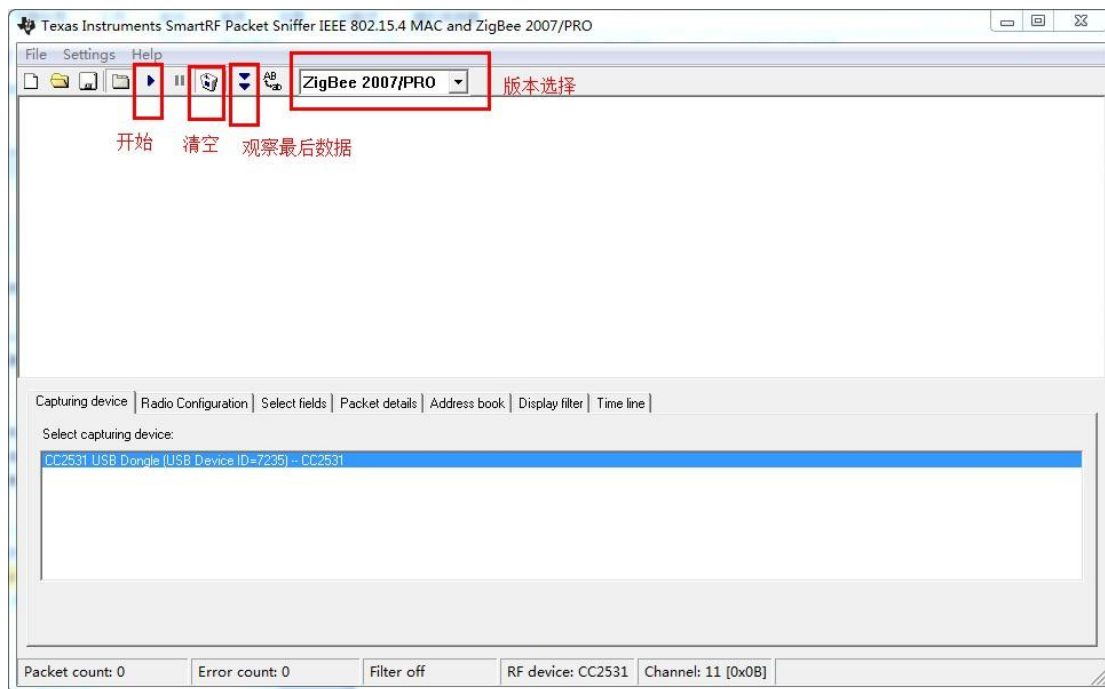 Texas Instruments SmartRF Packet Sniffer IEEE 802.15.4 MAC and ZigBee 2007/PRO
File Settings Help
ZigBee 2007/PRO 版本选择
开始 清空 观察最后数据
Capturing device Radio Configuration Select fields Packet details Address book Display filter Time line
Select capturing device:
CC2531 USB Dongle (USB Device ID=7235) -- CC2531
Packet count: 0 Error count: 0 Filter off RF device: CC2531 Channel: 11 [0x0B]